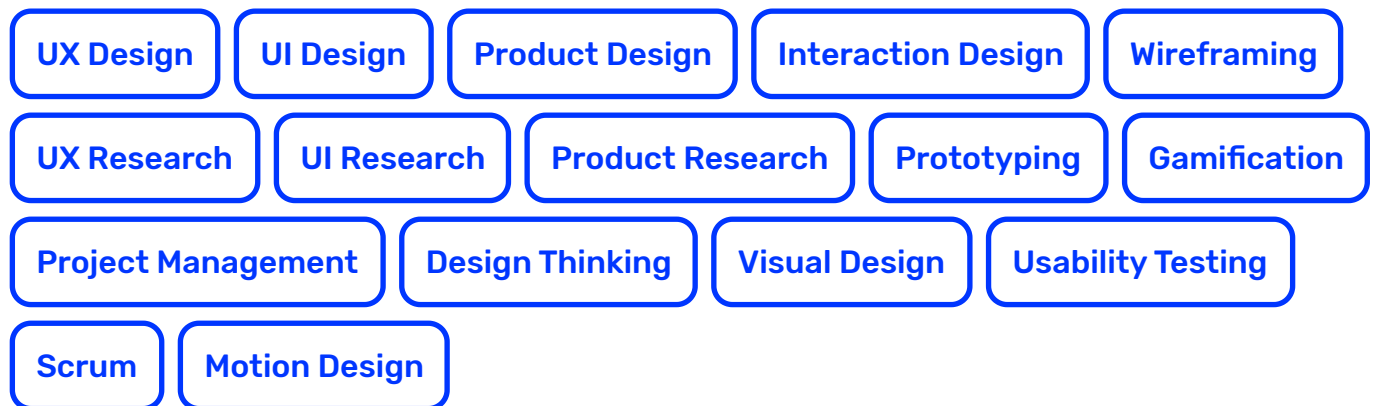 UX Design UI Design Product Design Interaction Design Wireframing
UX Research UI Research Product Research Prototyping Gamification
Project Management Design Thinking Visual Design Usability Testing
Scrum Motion Design